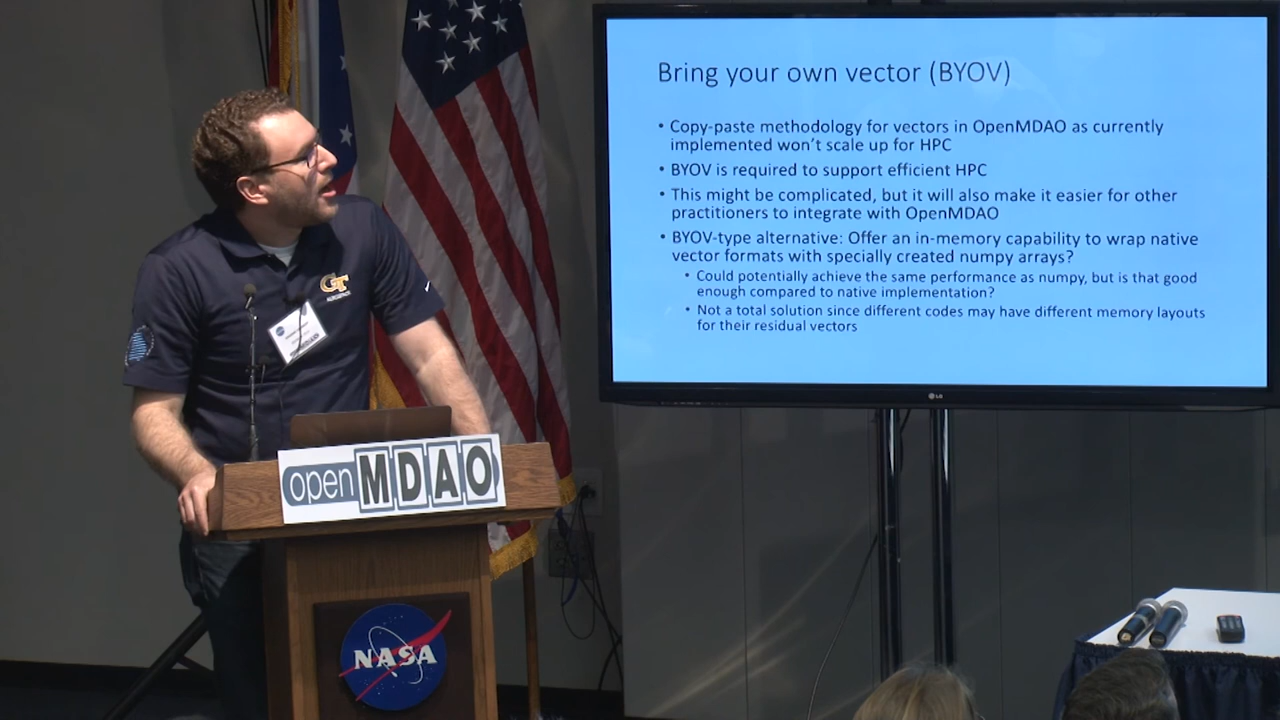 Bring your own vector (BYOV)
• Copy-paste methodology for vectors in OpenMDAO as currently
implemented won't scale up for HPC
• BYOV is required to support efficient HPC
• This might be complicated, but it will also make it easier for other
practitioners to integrate with OpenMDAO
• BYOV-type alternative: Offer an in-memory capability to wrap native
vector formats with specially created numpy arrays?
• Could potentially achieve the same performance as numpy, but is that good
enough compared to native implementation?
• Not a total solution since different codes may have different memory layouts
for their residual vectors
LG
GT
openMDAO
NASA